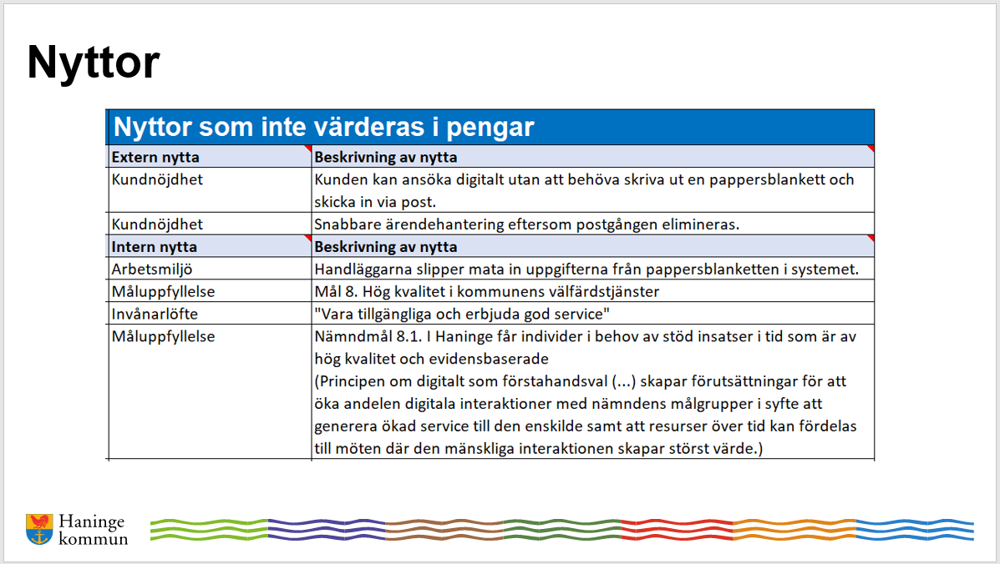 Nyttor
Nyttor som inte värderas i pengar
Extern nytta Beskrivning av nytta
Kundnöjdhet Kunden kan ansöka digitalt utan att behöva skriva ut en pappersblankett och
skicka in via post.
Kundnöjdhet Snabbare ärendehantering eftersom postgången elimineras.
Intern nytta Beskrivning av nytta
Arbetsmiljö Handläggarna slipper mata in uppgifterna från pappersblanketten i systemet.
Måluppfyllelse Mål 8. Hög kvalitet i kommunens välfärdstjänster
Invånarlöfte "Vara tillgängliga och erbjuda god service"
Måluppfyllelse Nämndmål 8.1. I Haninge får individer i behov av stöd insatser i tid som är av
hög kvalitet och evidensbaserade
(Principen om digitalt som förstahandsval (...) skapar förutsättningar för att
öka andelen digitala interaktioner med nämndens målgrupper i syfte att
generera ökad service till den enskilde samt att resurser över tid kan fördelas
till möten där den mänskliga interaktionen skapar störst värde.)
Haninge
kommun